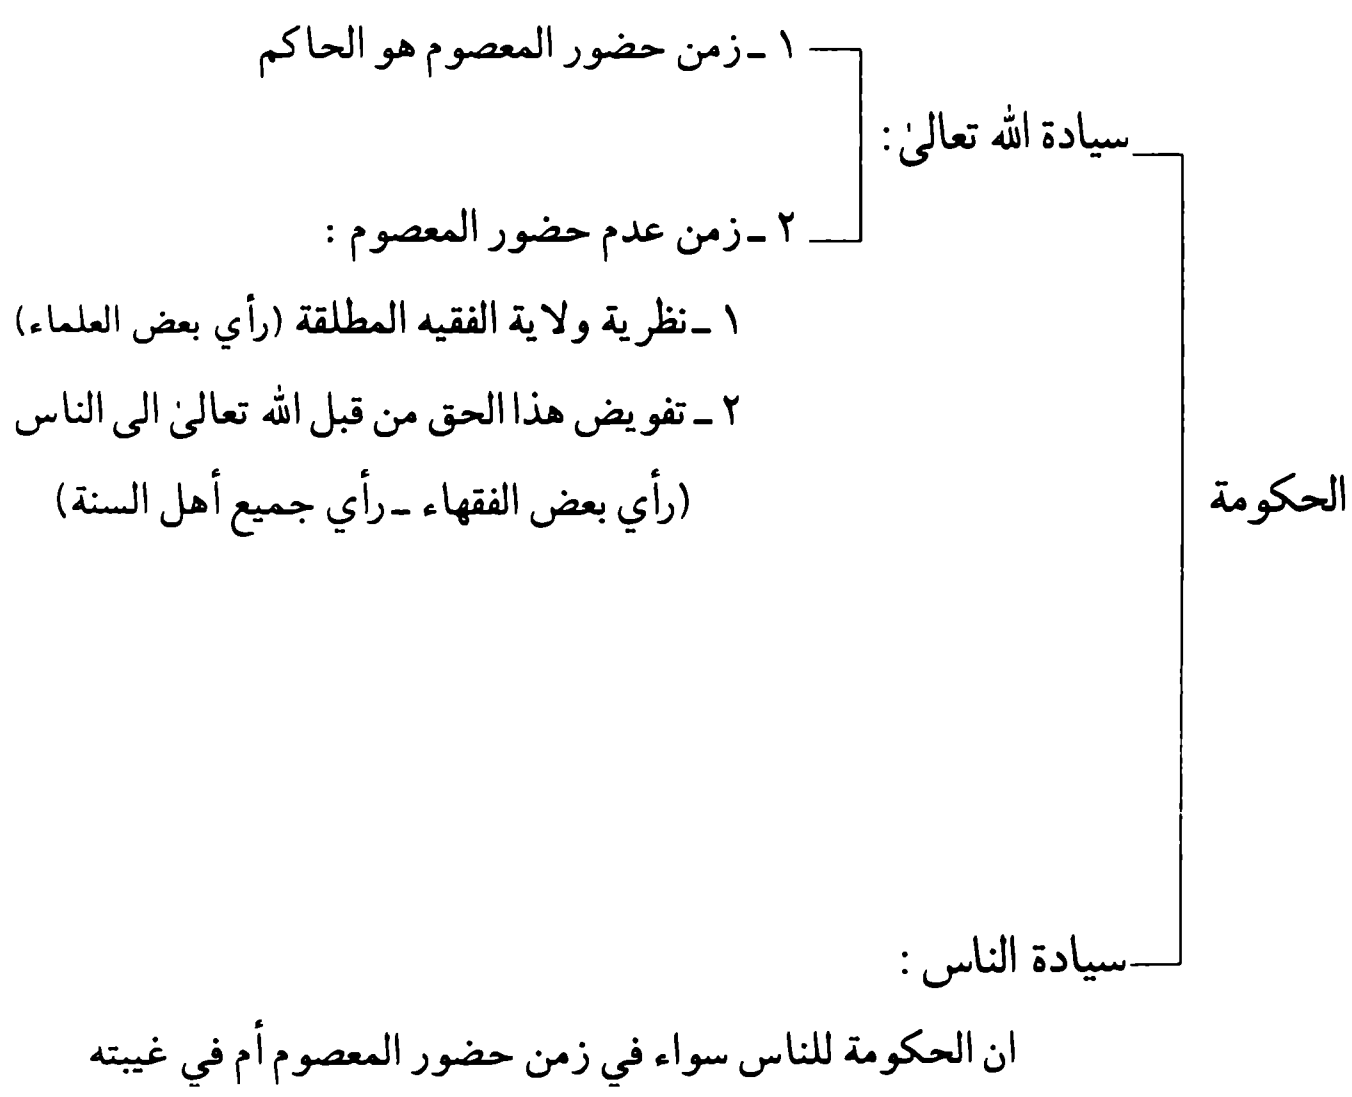 ١ ـ زمن حضور المعصوم هو الحاكم
سيادة الله تعالىٰ :
٢ ـ زمن عدم حضور المعصوم :
١ ـ نظرية ولاية الفقيه المطلقة (رأي بعض العلماء)
٢ ـ تفويض هذا الحق من قبل الله تعالىٰ الى الناس
(رأي بعض الفقهاء ـ رأي جميع أهل السنة)
الحكومة
سيادة الناس :
ان الحكومة للناس سواء في زمن حضور المعصوم أم في غيبته